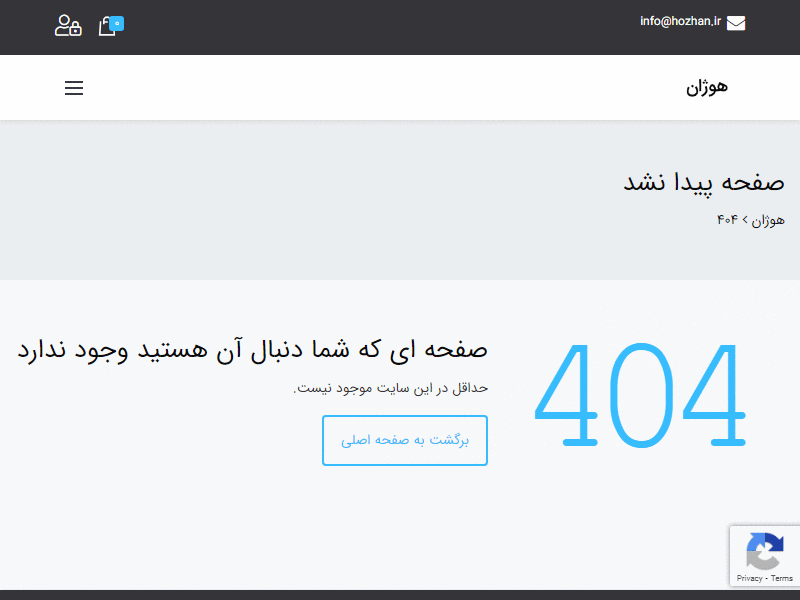 info@hozhan.ir
۰
هوژان
صفحه پیدا نشد
هوژان > ۴۰۴
404
صفحه ای که شما دنبال آن هستید وجود ندارد
حداقل در این سایت موجود نیست.
برگشت به صفحه اصلی
Privacy - Terms